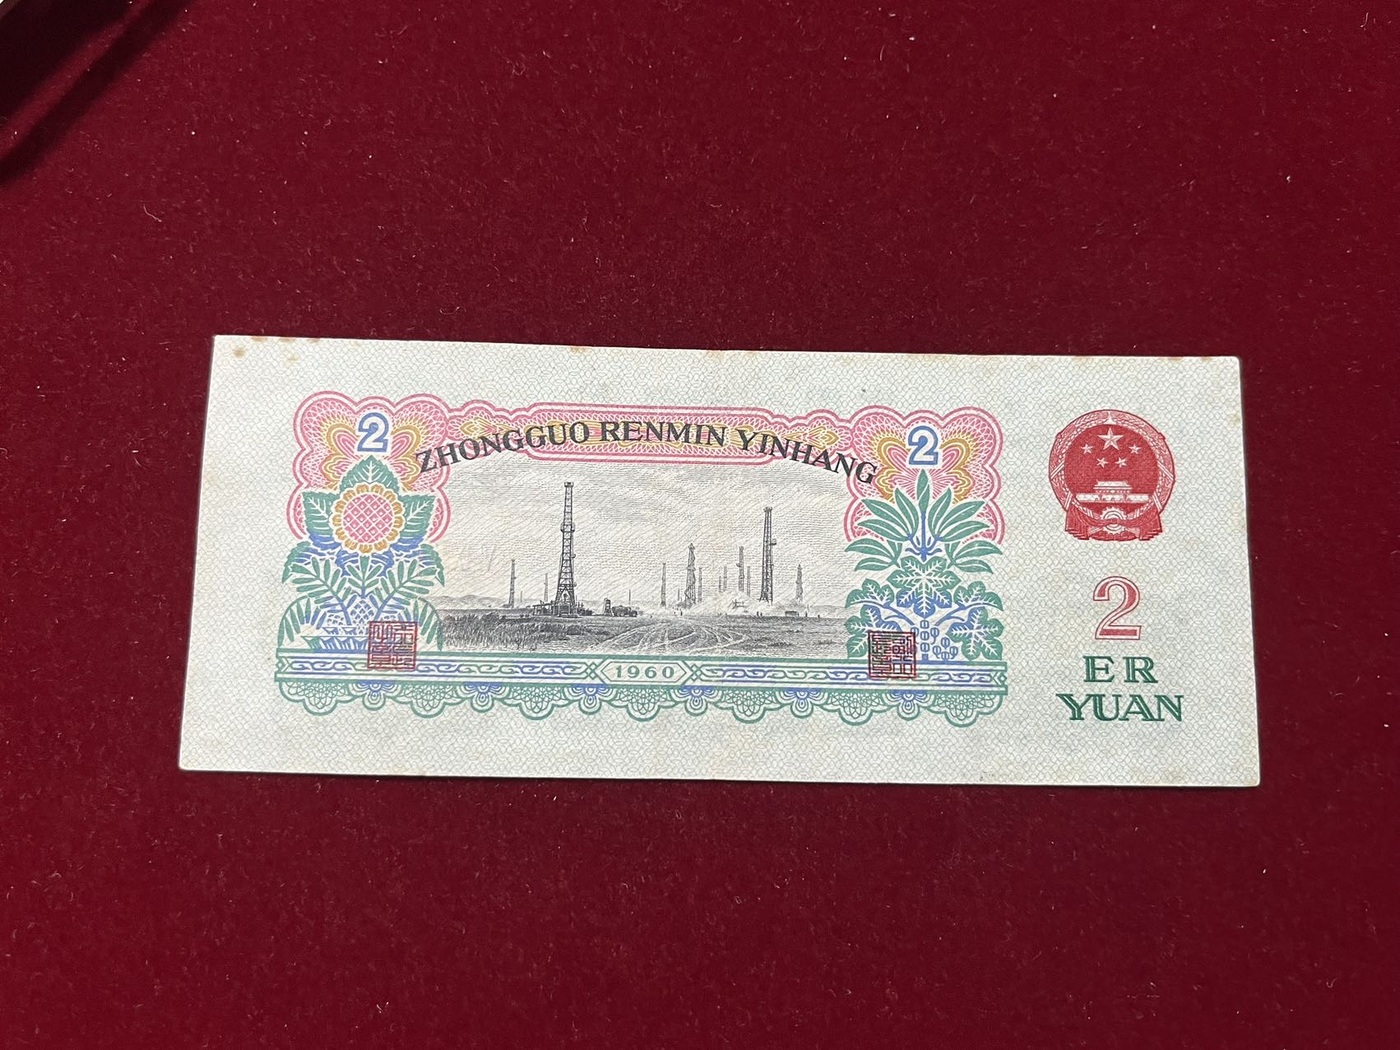 2
ZHONGGUO RENMIN YINHANG
2
1960
2
ER
YUAN